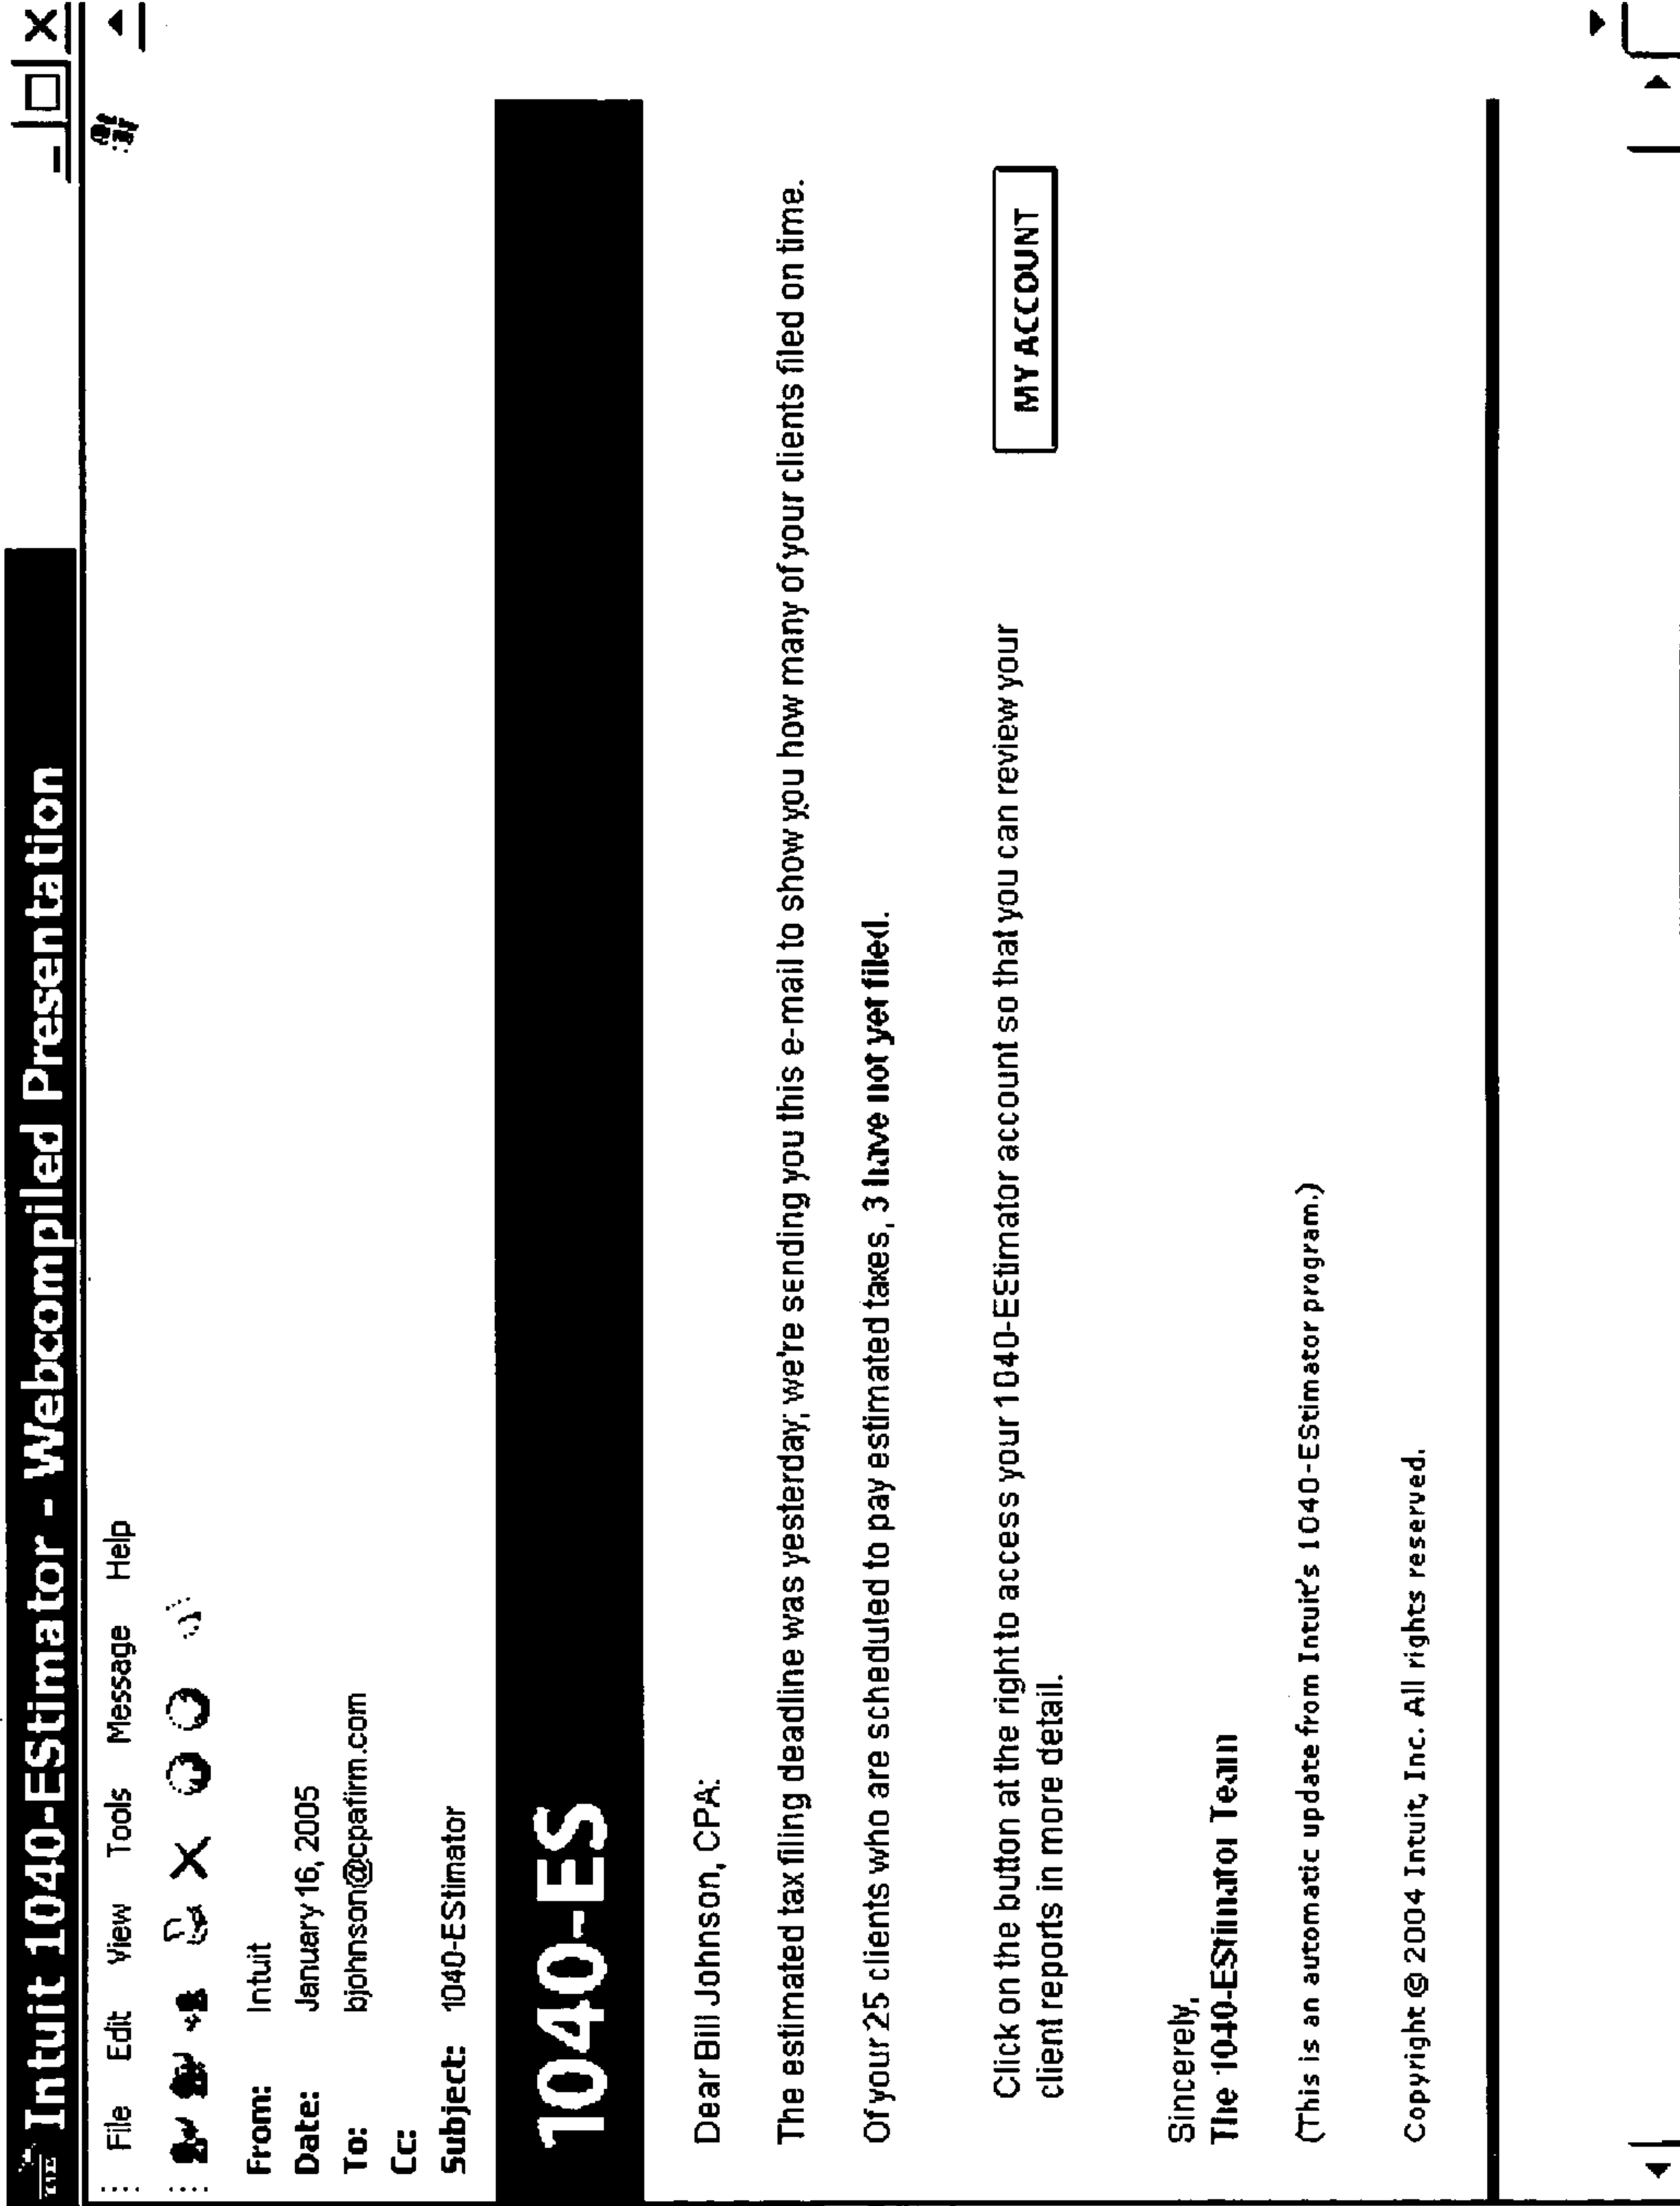 Intuit 1040-EStimator - Webcompiled Presentation
File Edit View Tools Message Help
From: Intuit
Date: January 16, 2005
To: bjohnson@cpafirm.com
Cc:
Subject: 1040-EStimator
1040-ES
Dear Bill Johnson, CPA:
The estimated tax filing deadline was yesterday; we're sending you this e-mail to show you how many of your clients filed on time.
Of your 25 clients who are scheduled to pay estimated taxes, 3 have not yet filed.
Click on the button at the right to access your 1040-EStimator account so that you can review your
client reports in more detail.
MY ACCOUNT
Sincerely,
The 1040-EStimator Team
(This is an automatic update from Intuit's 1040-EStimator program.)
Copyright @ 2004 Intuit, Inc. All rights reserved.